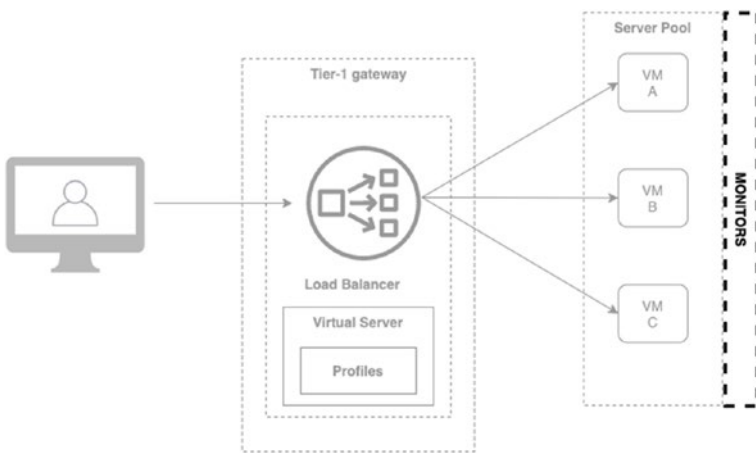 Server Pool
Tier-1 gateway
VM
A
VM
B
VM
C
MONITORS
Load Balancer
Virtual Server
Profiles